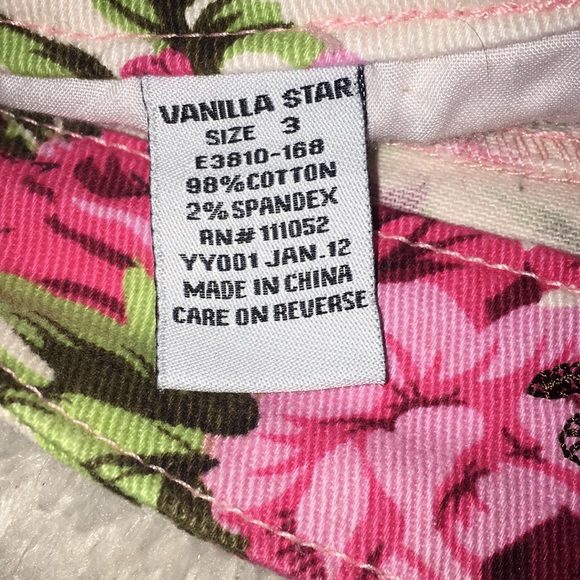 VANILLA STAR
SIZE 3
E3810-168
98%COTTON
2%SPANDEX
RN#111052
YY001 JAN.12
MADE IN CHINA
CARE ON REVERSE